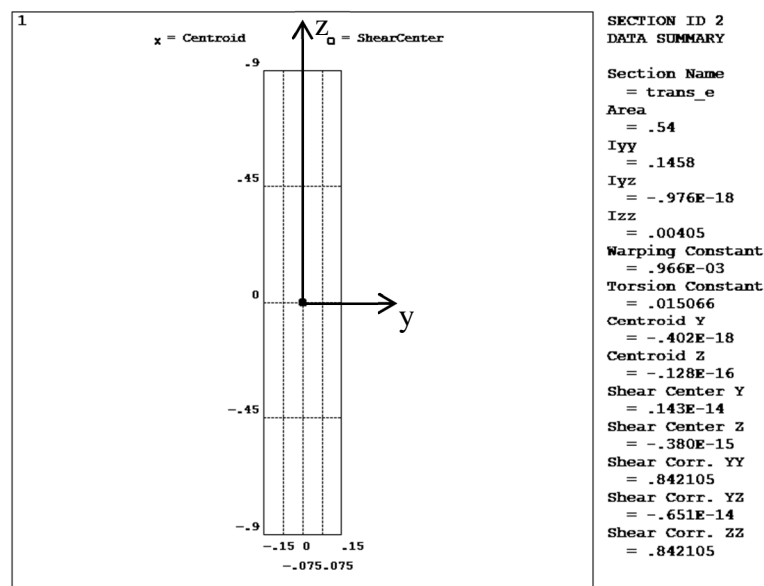 1
x = Centroid
z
= ShearCenter
.9
.45
0
y
-.45
-.9
-.15 0 .15
-.075.075
SECTION ID 2
DATA SUMMARY
Section Name
= trans_e
Area
= .54
Iyy
= .1458
Iyz
= -.976E-18
Izz
= .00405
Warping Constant
= .966E-03
Torsion Constant
= .015066
Centroid Y
= -.402E-18
Centroid Z
= -.128E-16
Shear Center Y
= .143E-14
Shear Center Z
= -.380E-15
Shear Corr. YY
= .842105
Shear Corr. YZ
= -.651E-14
Shear Corr. ZZ
= .842105